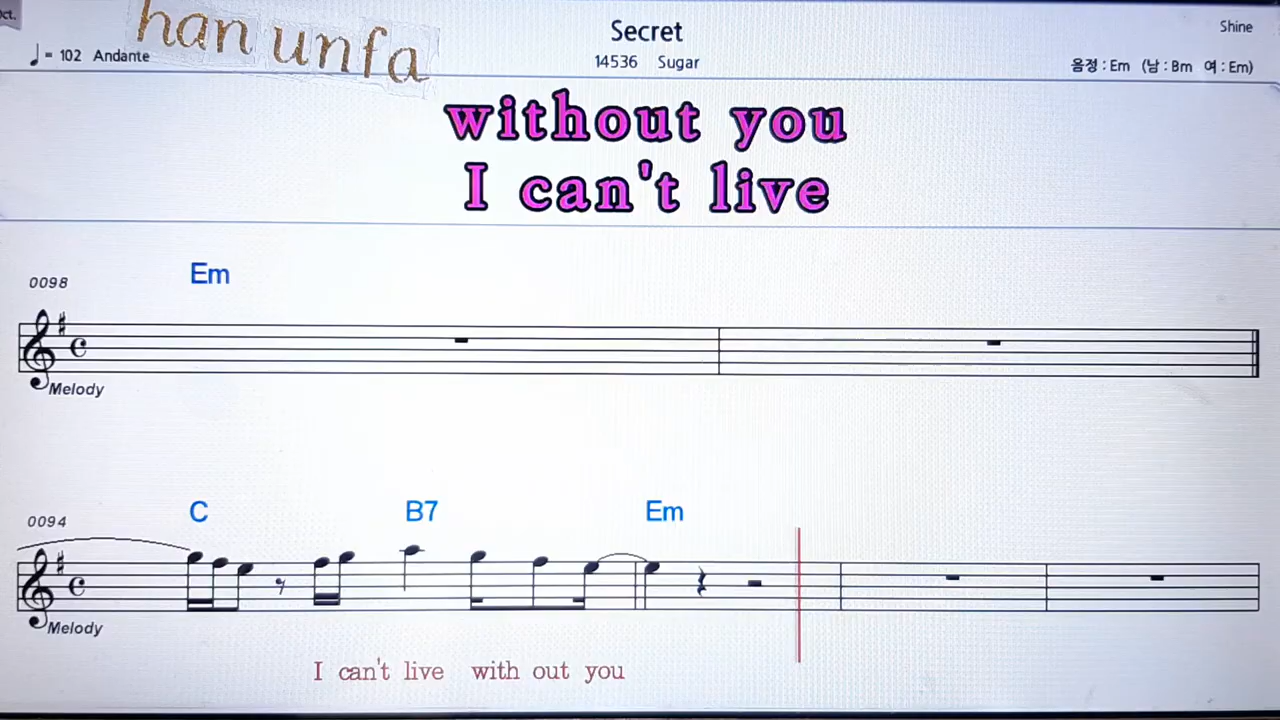 Oct.
han unfa
Secret
Shine
♩= 102 Andante
14536 Sugar
음정 : Em (남 : Bm 여 : Em)
without you
I can't live
0098
Em
Melody
0094
C B7 Em
Melody
I can't live with out you